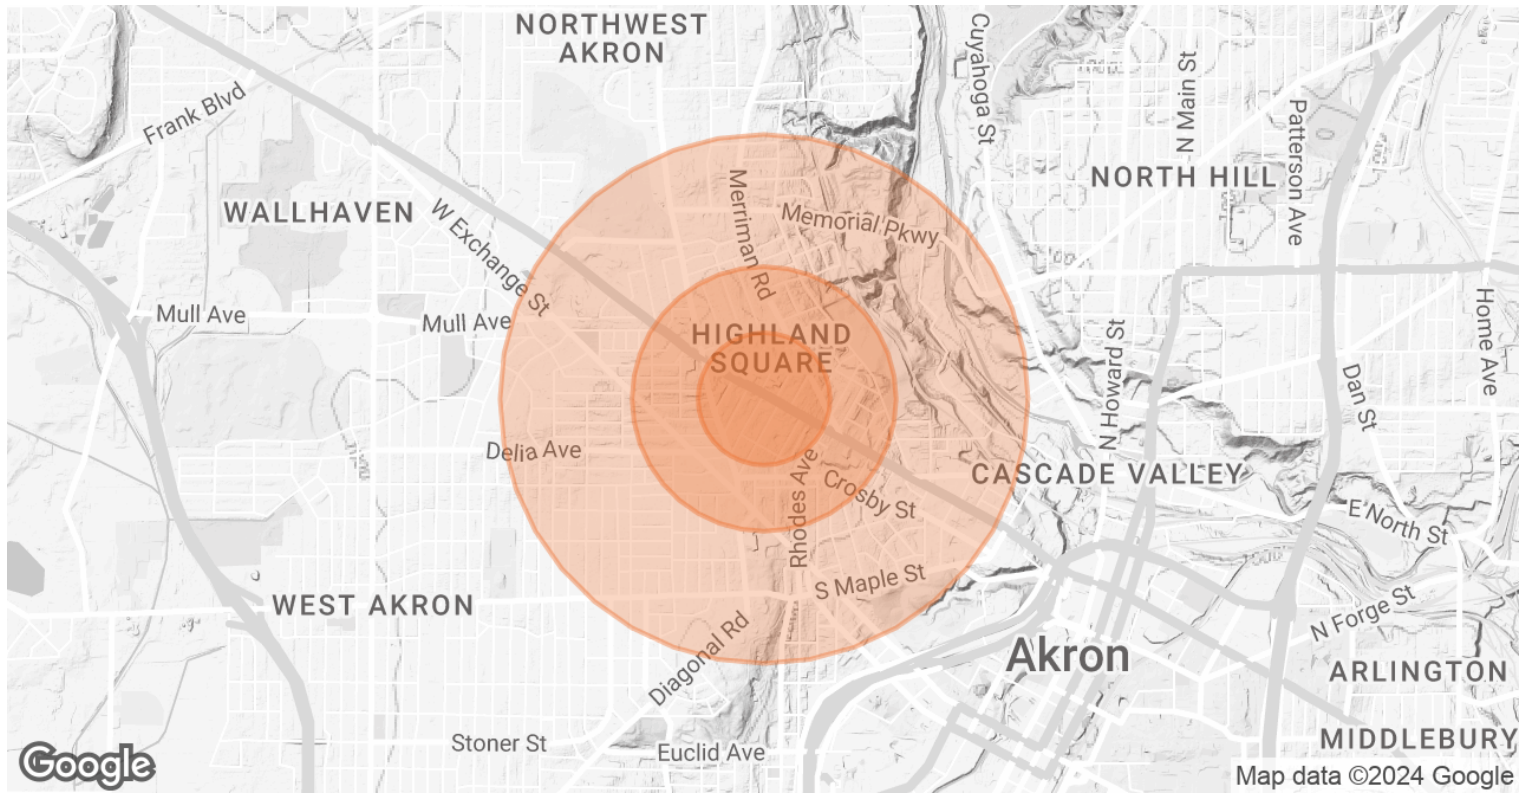 NORTHWEST
AKRON
Cuyahoga St
N Main St
Frank Blvd
Patterson Ave
NORTH HILL
WALLHAVEN
W Exchange St
Merriman Rd
Memorial Pkwy
Mull Ave
Mull Ave
HIGHLAND
SQUARE
N Howard St
Home Ave
Dan St
Delia Ave
Rhodes Ave
Crosby St
CASCADE VALLEY
E North St
S Maple St
WEST AKRON
N Forge St
Diagonal Rd
Akron
ARLINGTON
Stoner St
Euclid Ave
MIDDLEBURY
Google
Map data ©2024 Google